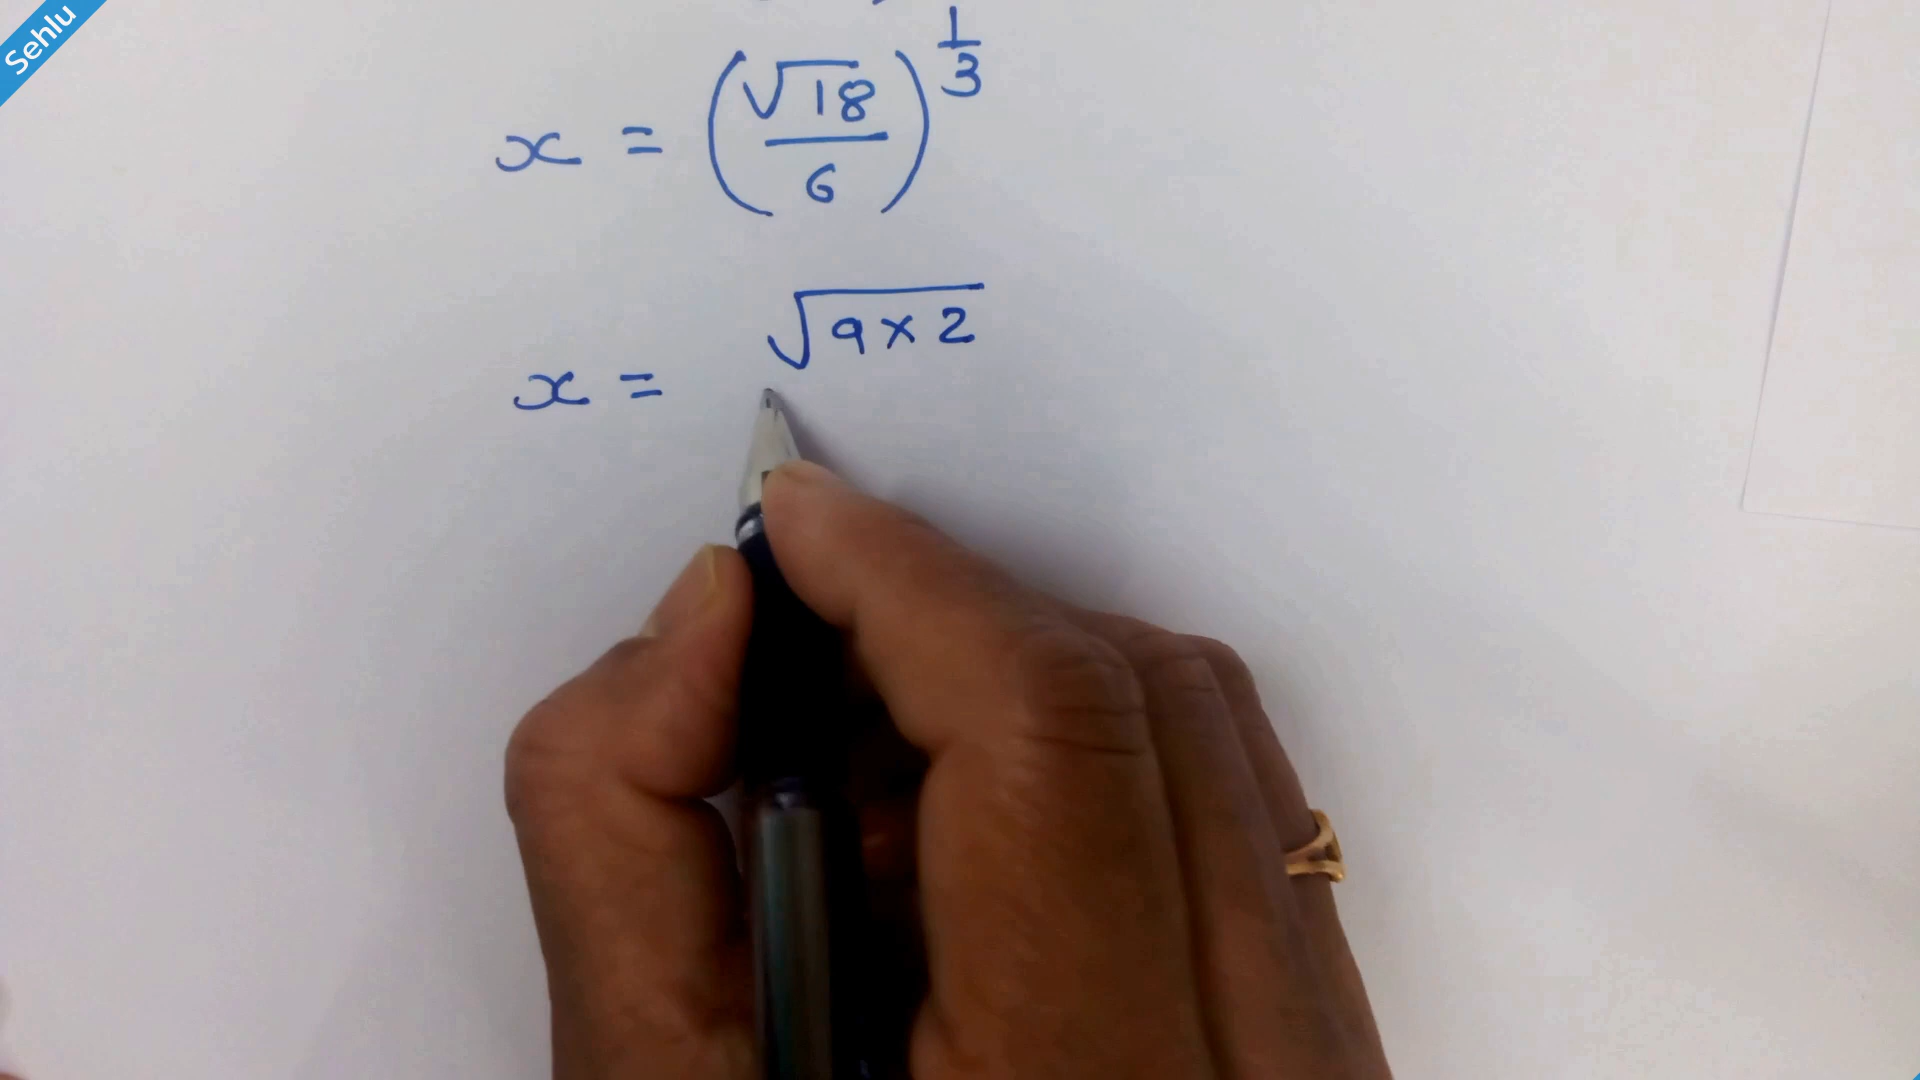 Sehlu
x = (√18/6)^1/3
x = √9×2